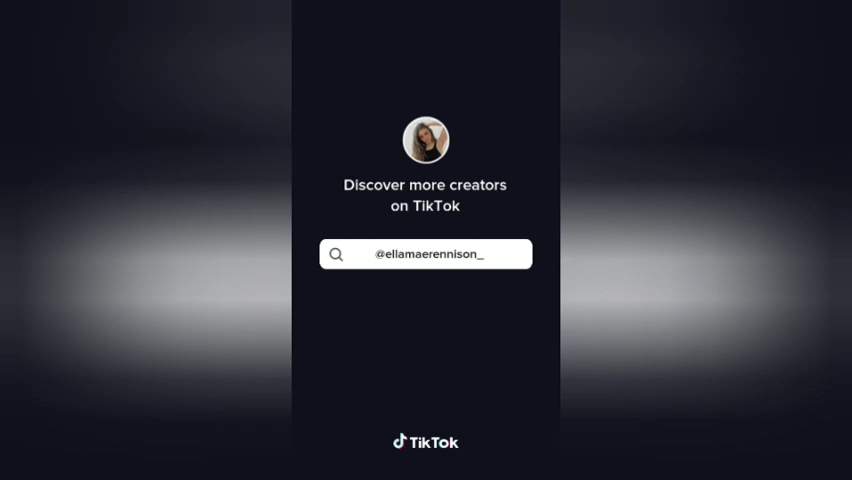 Discover more creators
on TikTok
@ellamaerennison_
TikTok